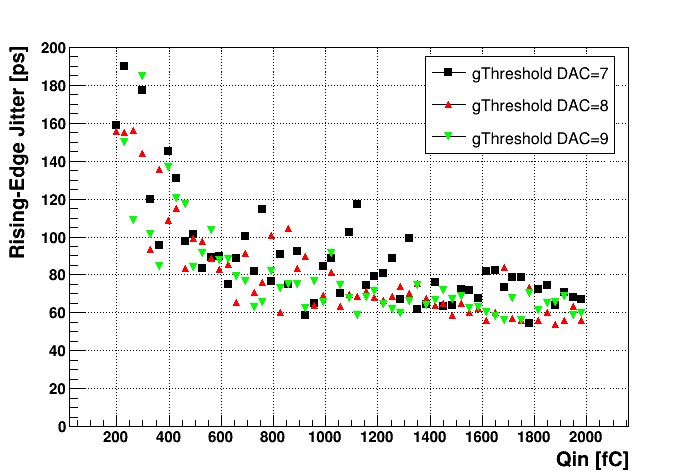 Rising-Edge Jitter [ps]
200
180
160
140
120
100
80
60
40
20
0
gThreshold DAC=7
gThreshold DAC=8
gThreshold DAC=9
200 400 600 800 1000 1200 1400 1600 1800 2000
Qin [fC]